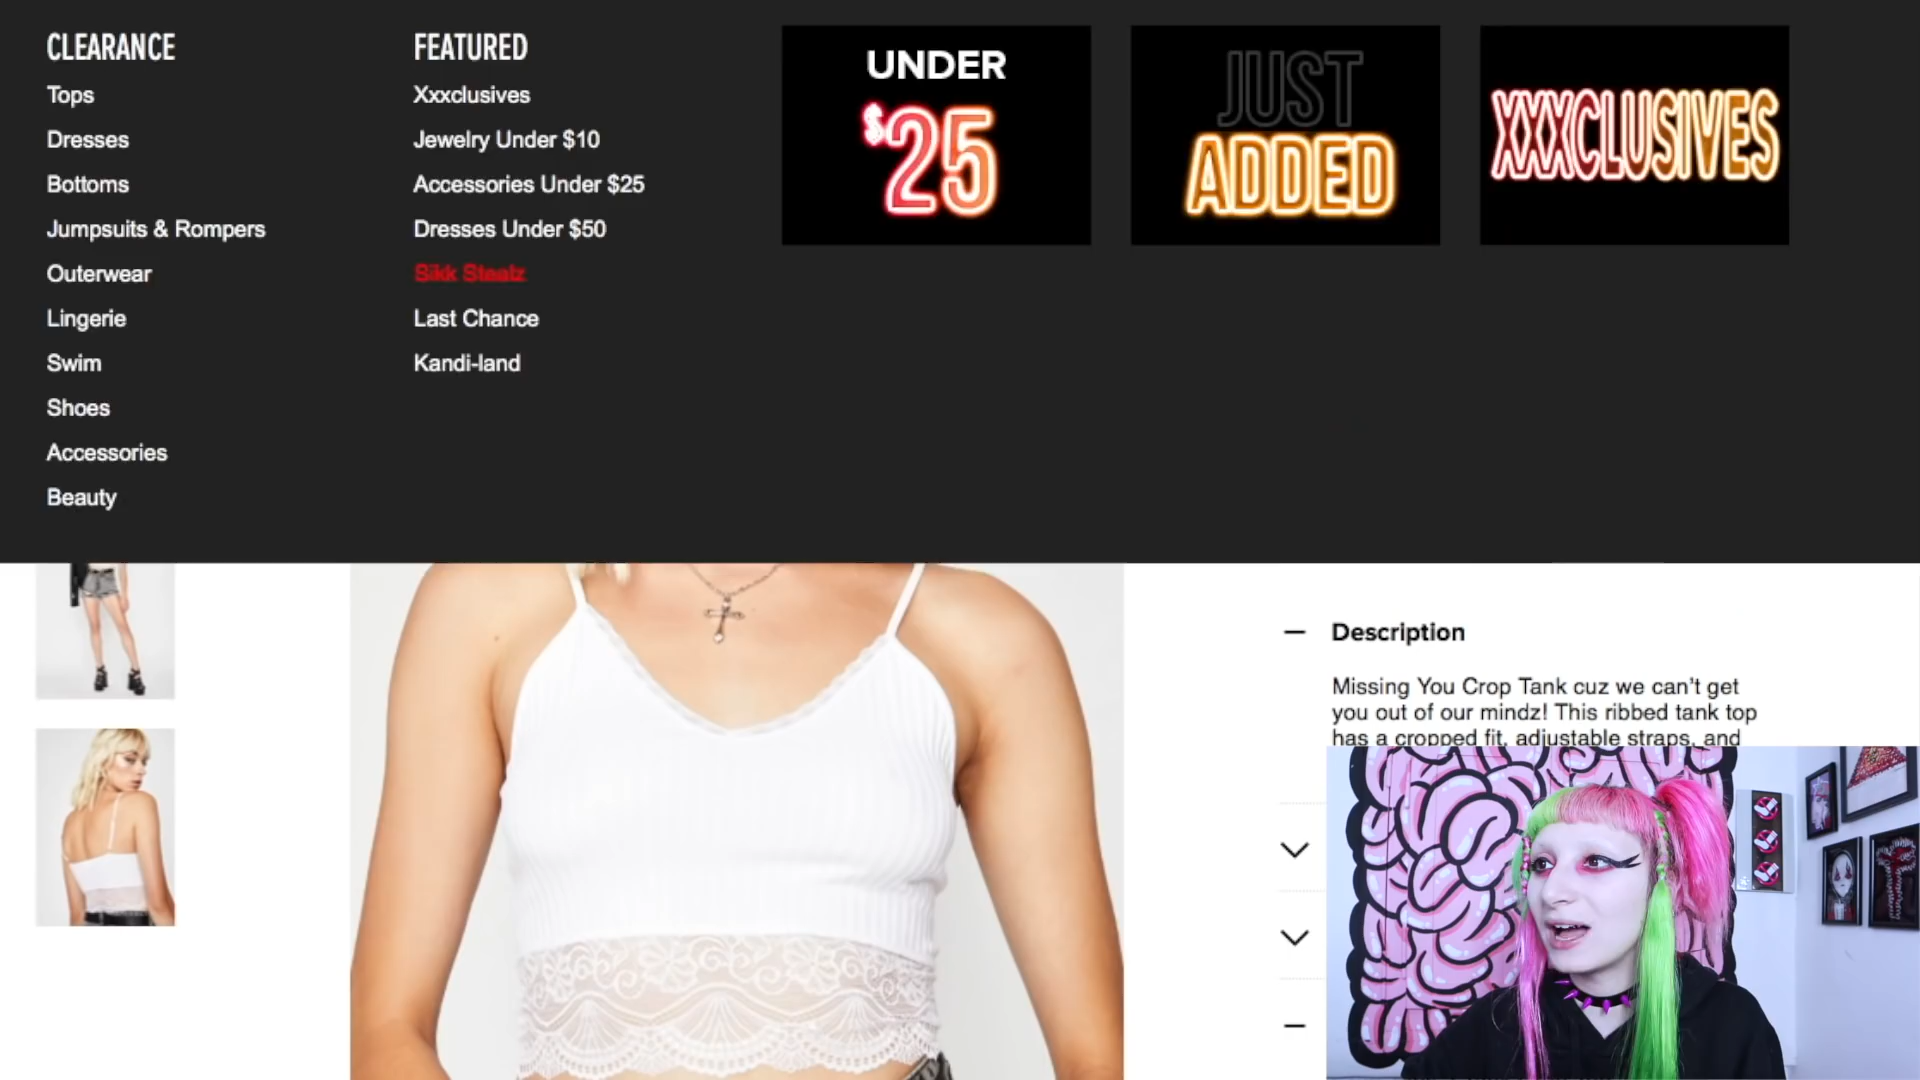 CLEARANCE
Tops
Dresses
Bottoms
Jumpsuits & Rompers
Outerwear
Lingerie
Swim
Shoes
Accessories
Beauty
FEATURED
Xxxclusives
Jewelry Under $10
Accessories Under $25
Dresses Under $50
Sikk Stealz
Last Chance
Kandi-land
UNDER
$25
JUST
ADDED
XXXCLUSIVES
Description
Missing You Crop Tank cuz we can't get
you out of our mindz! This ribbed tank top
has a cropped fit, adjustable straps, and